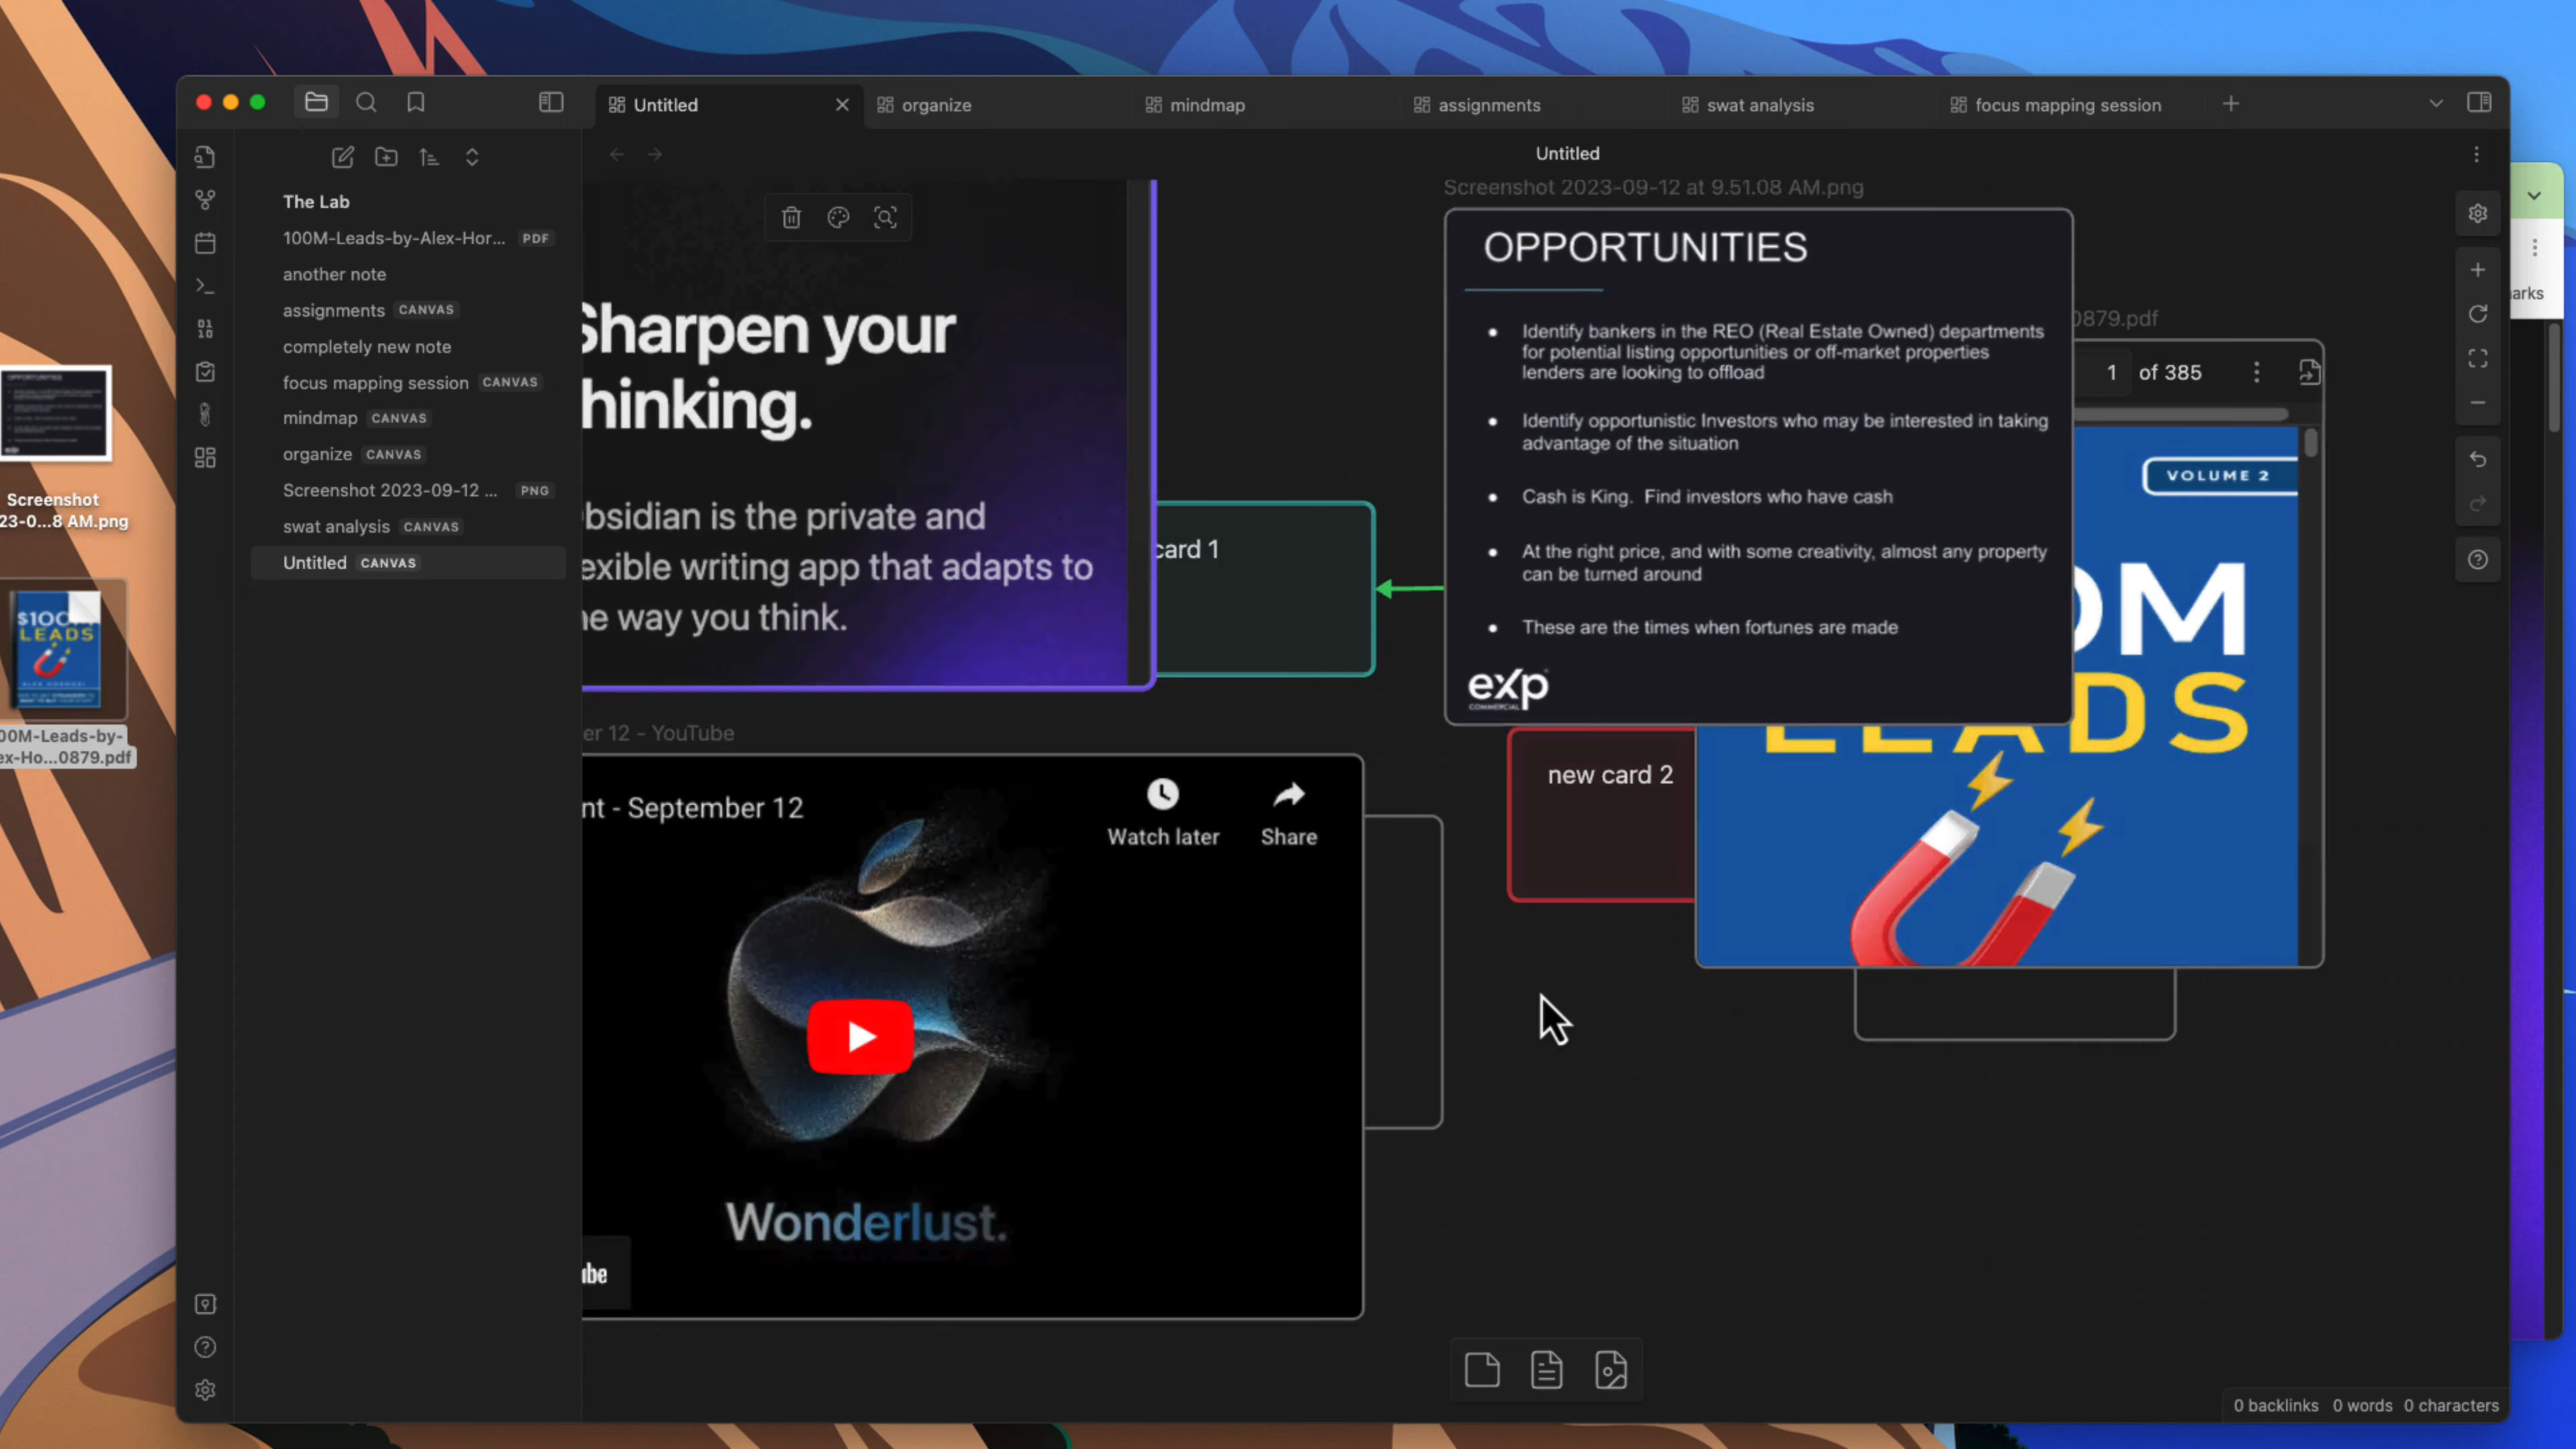 Untitled
organize
mindmap
assignments
swat analysis
focus mapping session
Untitled
The Lab
100M-Leads-by-Alex-Hor... PDF
another note
assignments CANVAS
completely new note
focus mapping session CANVAS
mindmap CANVAS
organize CANVAS
Screenshot 2023-09-12 ... PNG
swat analysis CANVAS
Untitled CANVAS
Screenshot
23-0...8 AM.png
$100M
LEADS
00M-Leads-by-
ex-Ho...0879.pdf
Sharpen your
hinking.
bsidian is the private and
exible writing app that adapts to
he way you think.
card 1
Screenshot 2023-09-12 at 9.51.08 AM.png
OPPORTUNITIES
• Identify bankers in the REO (Real Estate Owned) departments
for potential listing opportunities or off-market properties
lenders are looking to offload
• Identify opportunistic Investors who may be interested in taking
advantage of the situation
• Cash is King. Find investors who have cash
• At the right price, and with some creativity, almost any property
can be turned around
• These are the times when fortunes are made
exp
COMMERCIAL
0879.pdf
1 of 385
VOLUME 2
0M
LEADS
new card 2
er 12 - YouTube
nt - September 12
Watch later
Share
Wonderlust.
ube
arks
0 backlinks 0 words 0 characters